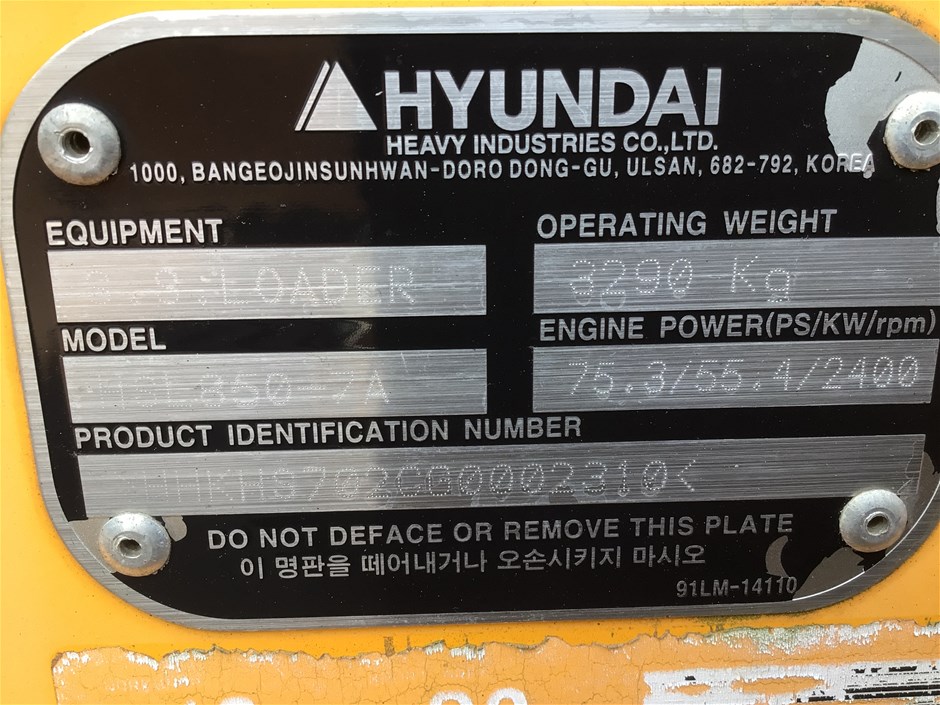 HYUNDAI
HEAVY INDUSTRIES CO.,LTD.
1000, BANGEOJINSUNHWAN-DORO DONG-GU, ULSAN, 682-792, KOREA
EQUIPMENT
S.S.LOADER
OPERATING WEIGHT
3290 Kg
MODEL
HSL850-7A
ENGINE POWER(PS/KW/rpm)
75.3/55.4/2400
PRODUCT IDENTIFICATION NUMBER
DO NOT DEFACE OR REMOVE THIS PLATE
이 명판을 떼어내거나 오손시키지 마시오
91LM-14110